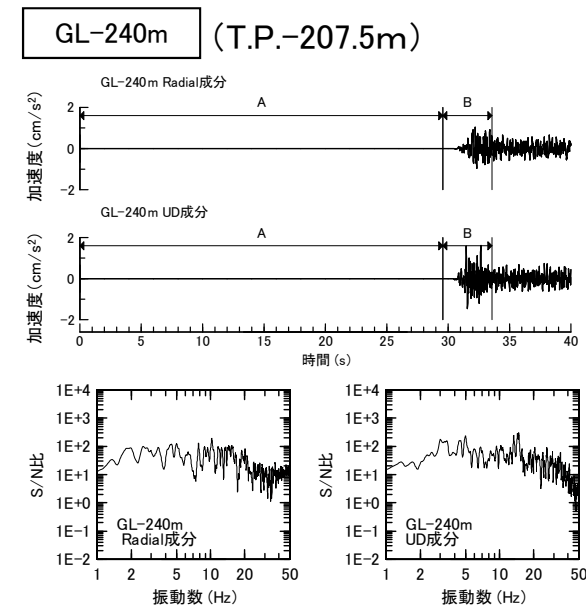 GL-240m (T.P.-207.5m)
GL-240m Radial成分
加速度(cm/s²)
2
0
-2
A
B
GL-240m UD成分
加速度(cm/s²)
2
0
-2
A
B
0 5 10 15 20 25 30 35 40
時間(s)
S/N比
1E+4
1E+3
1E+2
1E+1
1E+0
1E-1
1E-2
GL-240m
Radial成分
1 2 5 10 20 50
振動数(Hz)
S/N比
1E+4
1E+3
1E+2
1E+1
1E+0
1E-1
1E-2
GL-240m
UD成分
1 2 5 10 20 50
振動数(Hz)